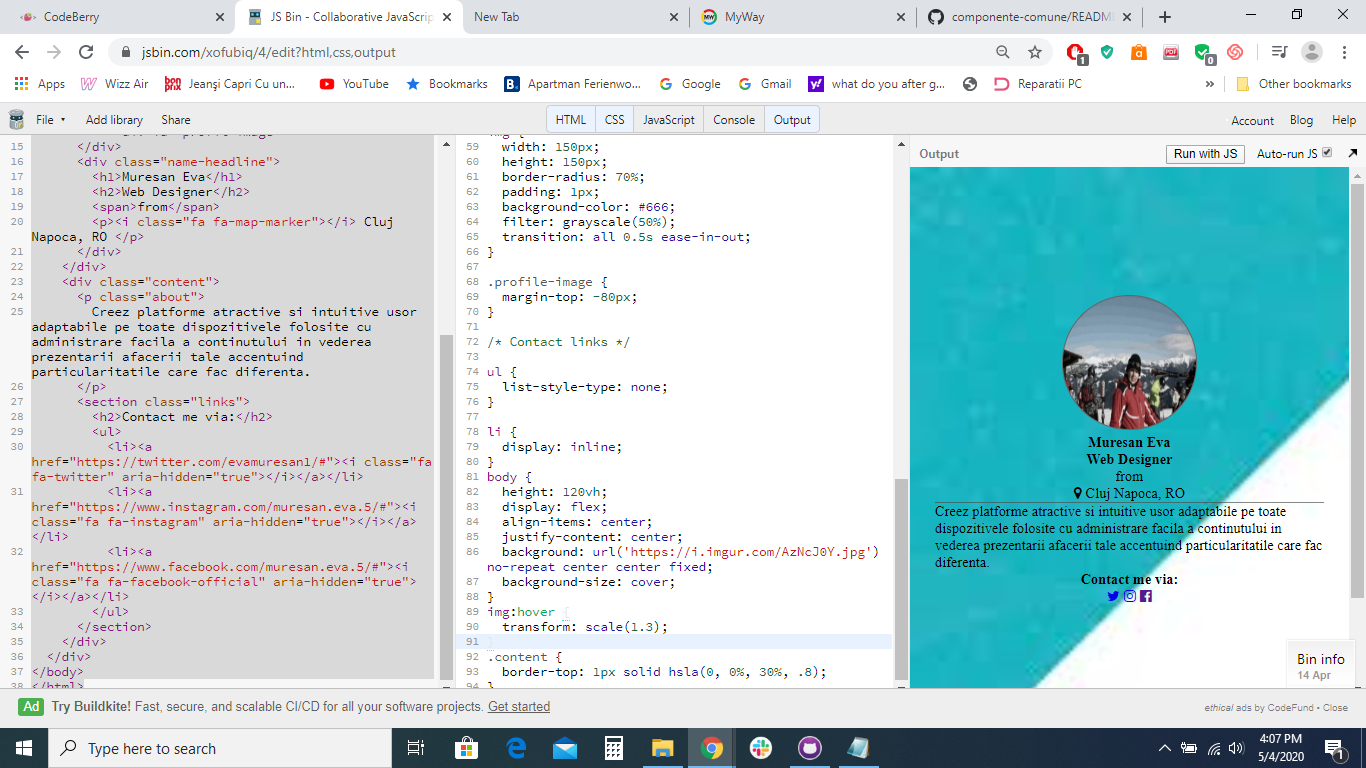 CodeBerry
JS Bin - Collaborative JavaScrip
New Tab
MyWay
componente-comune/READM
jsbin.com/xofubiq/4/edit?html,css,output
1
0
Apps
Wizz Air
Jeanşi Capri Cu un...
YouTube
Bookmarks
Apartman Ferienwo...
Google
Gmail
what do you after g...
Reparatii PC
»
Other bookmarks
File
Add library
Share
HTML
CSS
JavaScript
Console
Output
Account
Blog
Help
15 </div>
16 <div class="name-headline">
17 <h1>Muresan Eva</h1>
18 <h2>Web Designer</h2>
19 <span>from</span>
20 <p><i class="fa fa-map-marker"></i> Cluj
Napoca, RO </p>
21 </div>
22 </div>
23 <div class="content">
24 <p class="about">
25 Creez platforme atractive si intuitive usor
adaptabile pe toate dispozitivele folosite cu
administrare facila a continutului in vederea
prezentarii afacerii tale accentuind
particularitatile care fac diferenta.
26 </p>
27 <section class="links">
28 <h2>Contact me via:</h2>
29 <ul>
30 <li><a
href="https://twitter.com/evamuresan1/#"><i class="fa
fa-twitter" aria-hidden="true"></i></a></li>
31 <li><a
href="https://www.instagram.com/muresan.eva.5/#"><i
class="fa fa-instagram" aria-hidden="true"></i></a>
</li>
32 <li><a
href="https://www.facebook.com/muresan.eva.5/#"><i
class="fa fa-facebook-official" aria-hidden="true">
</i></a></li>
33 </ul>
34 </section>
35 </div>
36 </div>
37 </body>
38 </html>
59 width: 150px;
60 height: 150px;
61 border-radius: 70%;
62 padding: 1px;
63 background-color: #666;
64 filter: grayscale(50%);
65 transition: all 0.5s ease-in-out;
66 }
67
68 .profile-image {
69 margin-top: -80px;
70 }
71
72 /* Contact links */
73
74 ul {
75 list-style-type: none;
76 }
77
78 li {
79 display: inline;
80 }
81 body {
82 height: 120vh;
83 display: flex;
84 align-items: center;
85 justify-content: center;
86 background: url('https://i.imgur.com/AzNcJ0Y.jpg')
no-repeat center center fixed;
87 background-size: cover;
88 }
89 img:hover {
90 transform: scale(1.3);
91 }
92 .content {
93 border-top: 1px solid hsla(0, 0%, 30%, .8);
94 }
Output
Run with JS
Auto-run JS
Muresan Eva
Web Designer
from
Cluj Napoca, RO
Creez platforme atractive si intuitive usor adaptabile pe toate
dispozitivele folosite cu administrare facila a continutului in
vederea prezentarii afacerii tale accentuind particularitatile care fac
diferenta.
Contact me via:
Bin info
14 Apr
Ad Try Buildkite! Fast, secure, and scalable CI/CD for all your software projects. Get started
ethical ads by CodeFund • Close
Type here to search
4:07 PM
5/4/2020
1